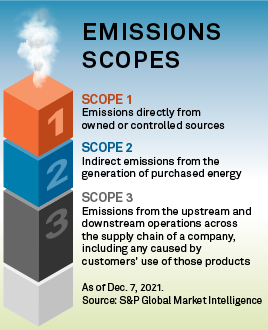 EMISSIONS
SCOPES
1
SCOPE 1
Emissions directly from
owned or controlled sources
2
SCOPE 2
Indirect emissions from the
generation of purchased energy
3
SCOPE 3
Emissions from the upstream and
downstream operations across
the supply chain of a company,
including any caused by
customers' use of those products
As of Dec. 7, 2021.
Source: S&P Global Market Intelligence